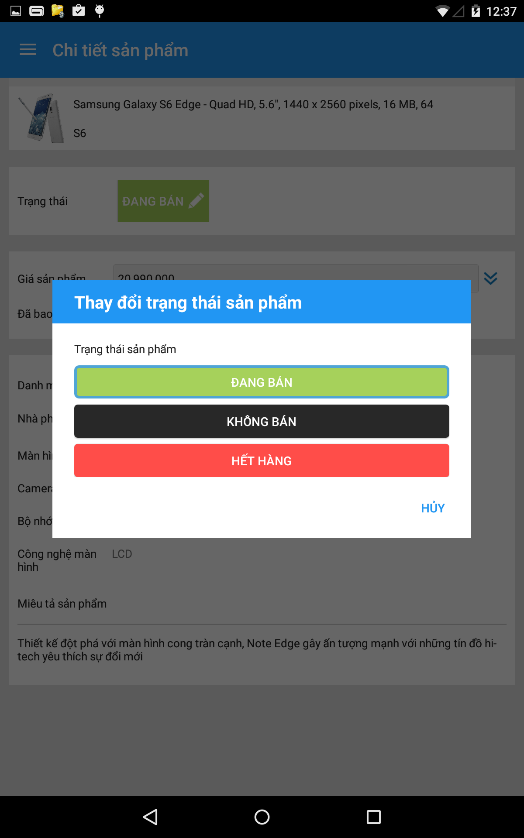 12:37
Chi tiết sản phẩm
Samsung Galaxy S6 Edge - Quad HD, 5.6", 1440 x 2560 pixels, 16 MB, 64
S6
Trạng thái
ĐANG BÁN
Giá sản phẩm
20,990,000
Đã bao
Thay đổi trạng thái sản phẩm
Trạng thái sản phẩm
ĐANG BÁN
KHÔNG BÁN
HẾT HÀNG
HỦY
Danh m
Nhà ph
Màn hì
Camera
Bộ nhớ
Công nghệ màn LCD
hình
Miêu tả sản phẩm
Thiết kế đột phá với màn hình cong tràn cạnh, Note Edge gây ấn tượng mạnh với những tín đồ hi-
tech yêu thích sự đổi mới